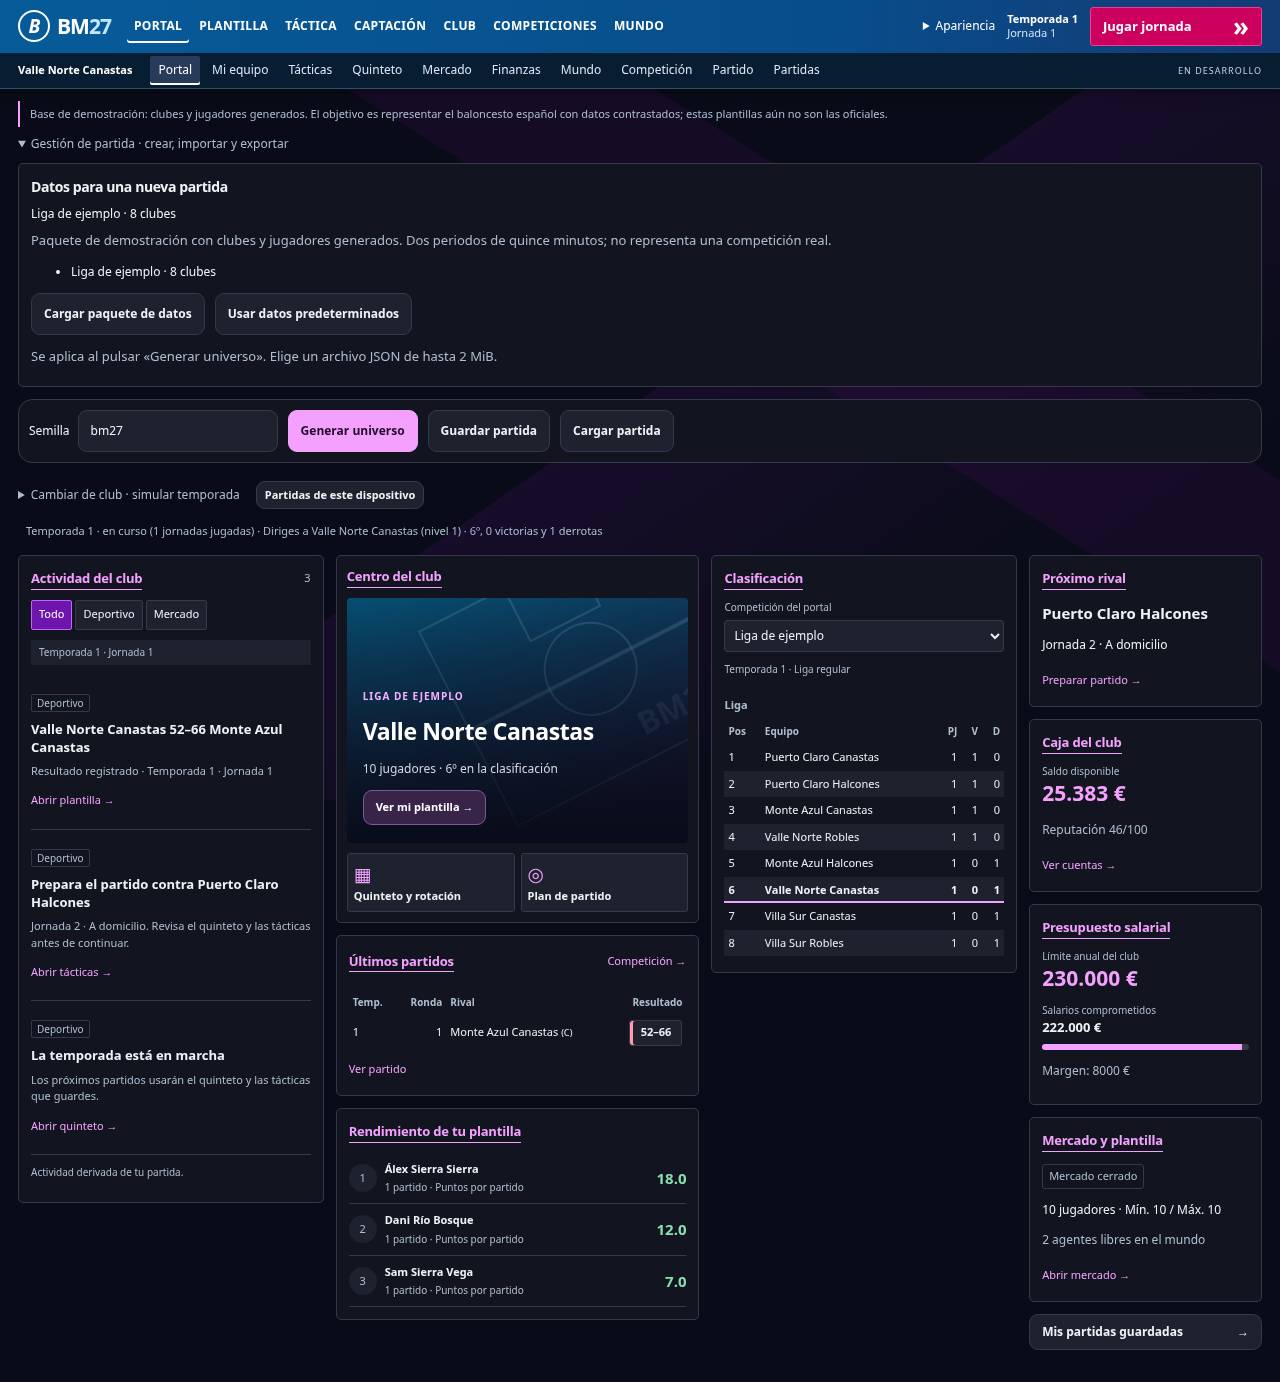 B BM27 PORTAL PLANTILLA TÁCTICA CAPTACIÓN CLUB COMPETICIONES MUNDO
▶ Apariencia
Temporada 1
Jornada 1
Jugar jornada »
Valle Norte Canastas Portal Mi equipo Tácticas Quinteto Mercado Finanzas Mundo Competición Partido Partidas EN DESARROLLO
Base de demostración: clubes y jugadores generados. El objetivo es representar el baloncesto español con datos contrastados; estas plantillas aún no son las oficiales.
▼ Gestión de partida · crear, importar y exportar
Datos para una nueva partida
Liga de ejemplo · 8 clubes
Paquete de demostración con clubes y jugadores generados. Dos periodos de quince minutos; no representa una competición real.
• Liga de ejemplo · 8 clubes
Cargar paquete de datos Usar datos predeterminados
Se aplica al pulsar «Generar universo». Elige un archivo JSON de hasta 2 MiB.
Semilla bm27 Generar universo Guardar partida Cargar partida
▶ Cambiar de club · simular temporada Partidas de este dispositivo
Temporada 1 · en curso (1 jornadas jugadas) · Diriges a Valle Norte Canastas (nivel 1) · 6º, 0 victorias y 1 derrotas
Actividad del club 3
Todo Deportivo Mercado
Temporada 1 · Jornada 1
Deportivo
Valle Norte Canastas 52–66 Monte Azul
Canastas
Resultado registrado · Temporada 1 · Jornada 1
Abrir plantilla →
Deportivo
Prepara el partido contra Puerto Claro
Halcones
Jornada 2 · A domicilio. Revisa el quinteto y las tácticas
antes de continuar.
Abrir tácticas →
Deportivo
La temporada está en marcha
Los próximos partidos usarán el quinteto y las tácticas
que guardes.
Abrir quinteto →
Actividad derivada de tu partida.
Centro del club
LIGA DE EJEMPLO
Valle Norte Canastas
10 jugadores · 6º en la clasificación
Ver mi plantilla →
▦
Quinteto y rotación
◎
Plan de partido
Últimos partidos Competición →
Temp. Ronda Rival Resultado
1 1 Monte Azul Canastas (C) 52–66
Ver partido
Rendimiento de tu plantilla
1 Álex Sierra Sierra 18.0
1 partido · Puntos por partido
2 Dani Río Bosque 12.0
1 partido · Puntos por partido
3 Sam Sierra Vega 7.0
1 partido · Puntos por partido
Clasificación
Competición del portal
Liga de ejemplo
Temporada 1 · Liga regular
Liga
Pos Equipo PJ V D
1 Puerto Claro Canastas 1 1 0
2 Puerto Claro Halcones 1 1 0
3 Monte Azul Canastas 1 1 0
4 Valle Norte Robles 1 1 0
5 Monte Azul Halcones 1 0 1
6 Valle Norte Canastas 1 0 1
7 Villa Sur Canastas 1 0 1
8 Villa Sur Robles 1 0 1
Próximo rival
Puerto Claro Halcones
Jornada 2 · A domicilio
Preparar partido →
Caja del club
Saldo disponible
25.383 €
Reputación 46/100
Ver cuentas →
Presupuesto salarial
Límite anual del club
230.000 €
Salarios comprometidos
222.000 €
Margen: 8000 €
Mercado y plantilla
Mercado cerrado
10 jugadores · Mín. 10 / Máx. 10
2 agentes libres en el mundo
Abrir mercado →
Mis partidas guardadas →